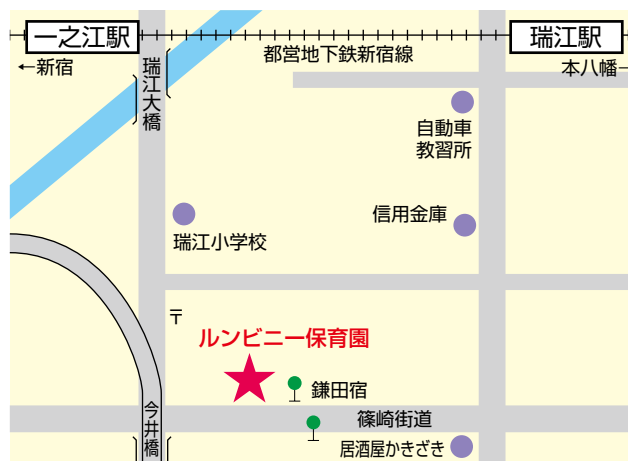 一之江駅
瑞江駅
都営地下鉄新宿線
←新宿
本八幡→
瑞江大橋
自動車
教習所
信用金庫
瑞江小学校
〒
ルンビニー保育園
鎌田宿
篠崎街道
今井橋
居酒屋かきざき